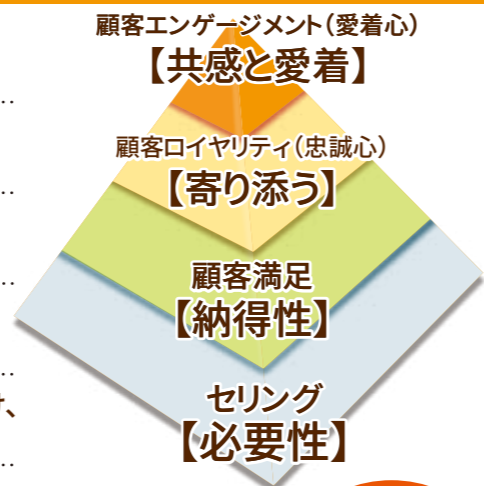 顧客エンゲージメント（愛着心）
【共感と愛着】
顧客ロイヤリティ（忠誠心）
【寄り添う】
顧客満足
【納得性】
セリング
【必要性】